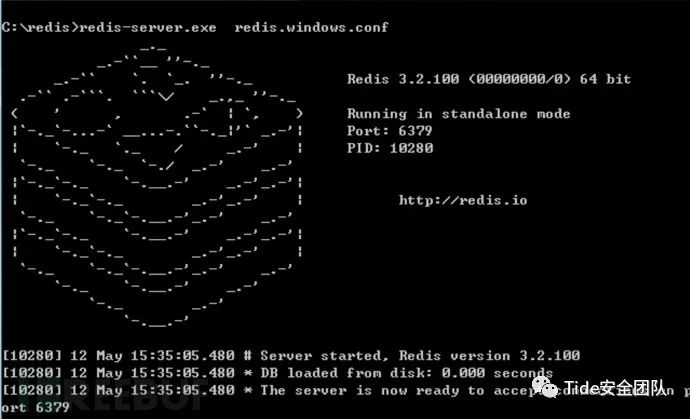 C:\redis>redis-server.exe  redis.windows.conf
Redis 3.2.100 (00000000/0) 64 bit
Running in standalone mode
Port: 6379
PID: 10280
http://redis.io
[10280] 12 May 15:35:05.480 # Server started, Redis version 3.2.100
[10280] 12 May 15:35:05.480 * DB loaded from disk: 0.000 seconds
[10280] 12 May 15:35:05.480 * The server is now ready to accept
ort 6379
Tide安全团队